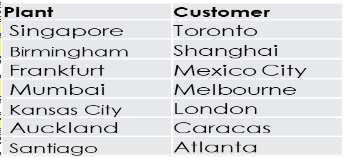 Plant Customer
Singapore Toronto
Birmingham Shanghai
Frankfurt Mexico City
Mumbai Melbourne
Kansas City London
Auckland Caracas
Santiago Atlanta